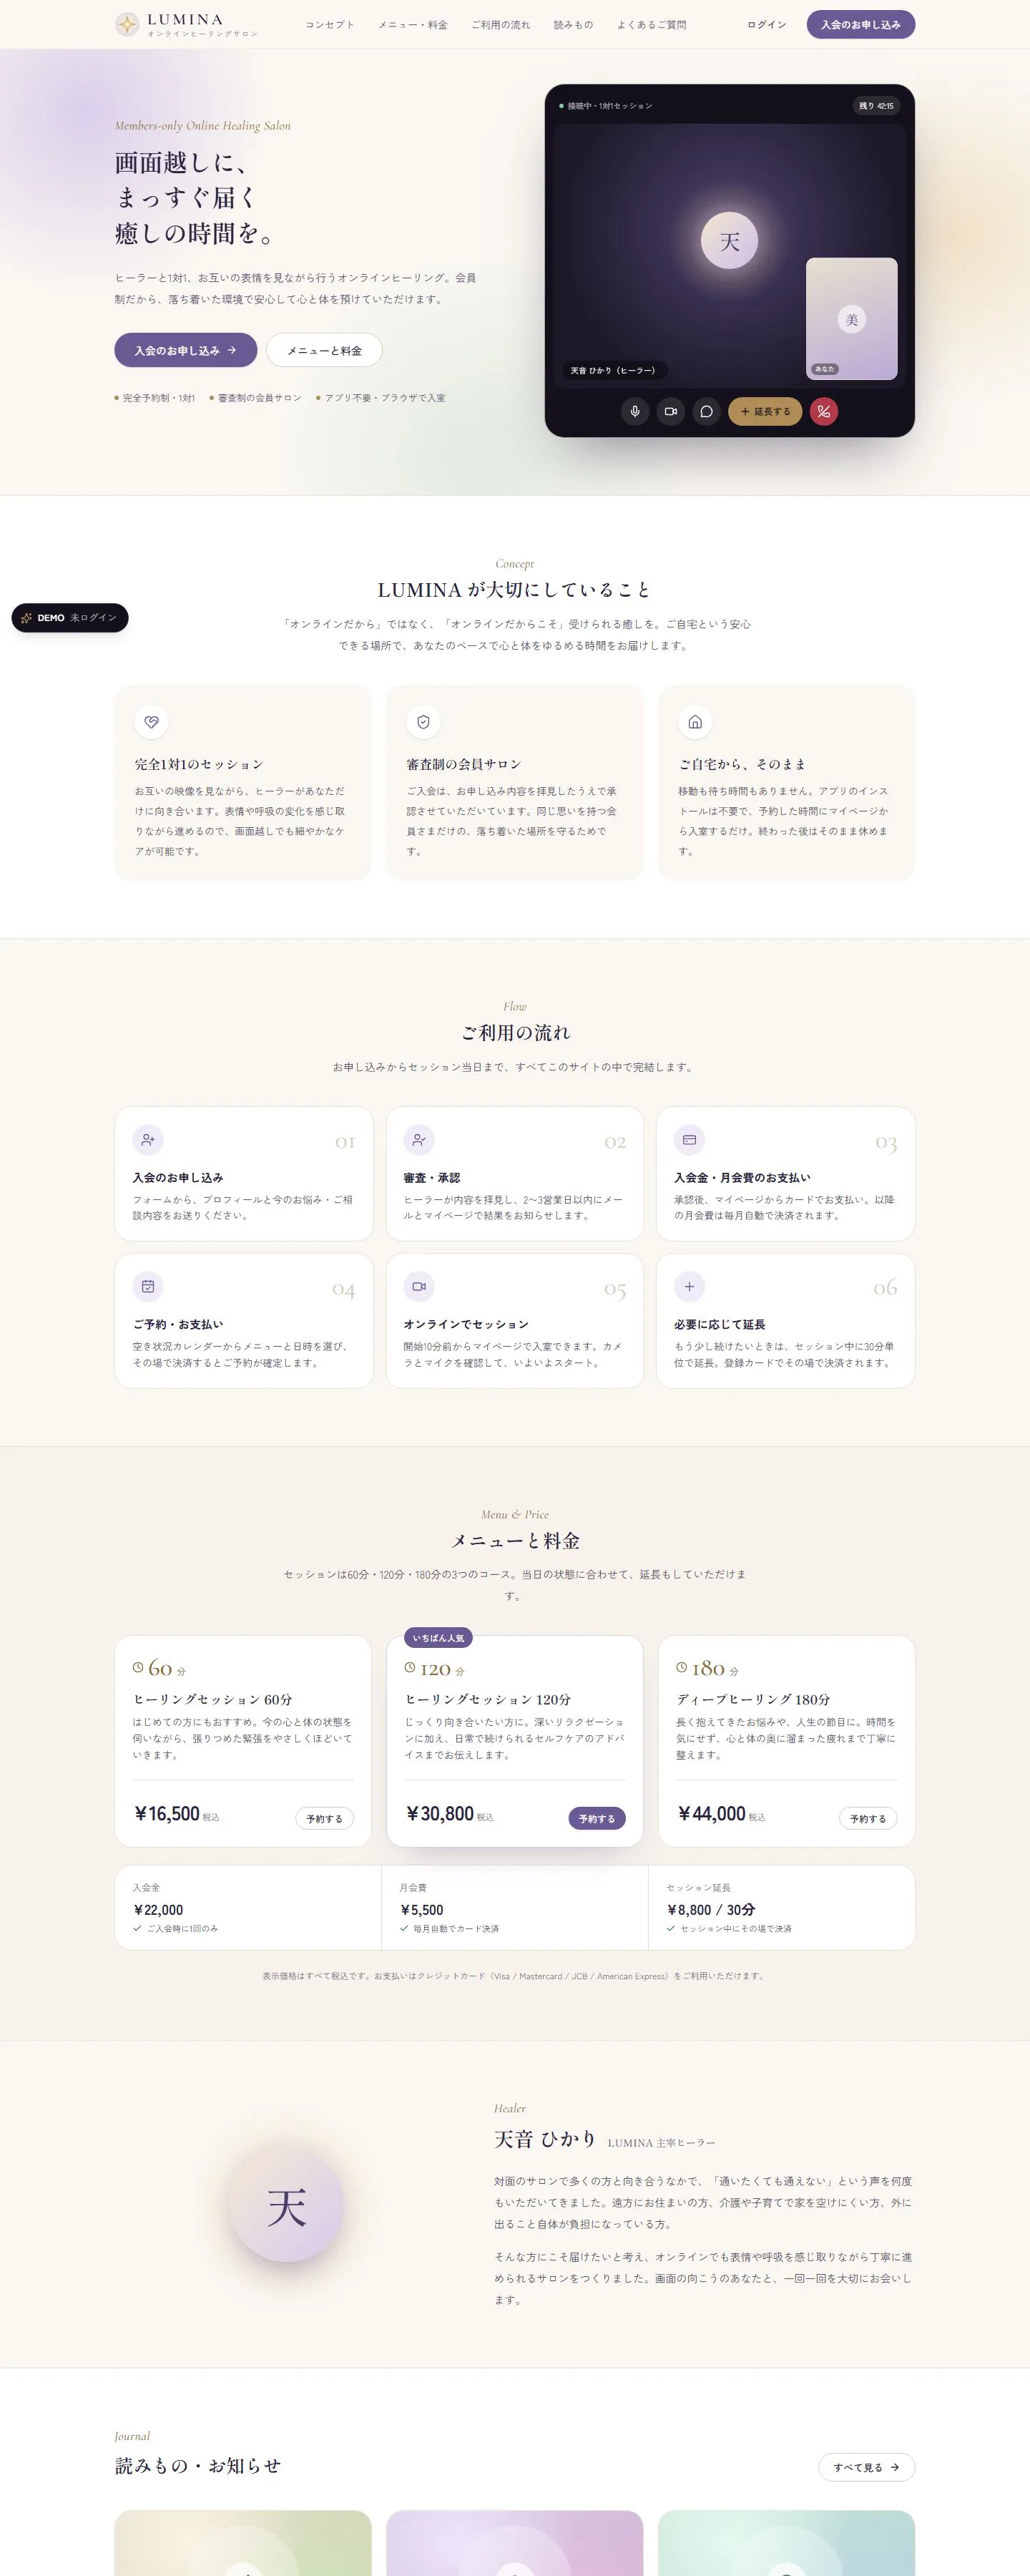 LUMINA
オンラインヒーリングサロン
コンセプト
メニュー・料金
ご利用の流れ
読みもの
よくあるご質問
ログイン
入会のお申し込み
Members-only Online Healing Salon
画面越しに、
まっすぐ届く
癒しの時間を。
ヒーラーと1対1、お互いの表情を見ながら行うオンラインヒーリング。会員
制だから、落ち着いた環境で安心して心と体を預けていただけます。
入会のお申し込み
メニューと料金
完全予約制・1対1
審査制の会員サロン
アプリ不要・ブラウザで入室
接続中・1対1セッション
残り 42:15
天
美
あなた
天音 ひかり（ヒーラー）
延長する
Concept
LUMINA が大切にしていること
「オンラインだから」ではなく、「オンラインだからこそ」受けられる癒しを。ご自宅という安心
できる場所で、あなたのペースで心と体をゆるめる時間をお届けします。
DEMO 未ログイン
完全1対1のセッション
お互いの映像を見ながら、ヒーラーがあなただ
けに向き合います。表情や呼吸の変化を感じ取
りながら進めるので、画面越しでも細やかなケ
アが可能です。
審査制の会員サロン
ご入会は、お申し込み内容を拝見したうえで承
認させていただいています。同じ思いを持つ会
員さまだけの、落ち着いた場所を守るためで
す。
ご自宅から、そのまま
移動も待ち時間もありません。アプリのインス
トールは不要で、予約した時間にマイページか
ら入室するだけ。終わった後はそのまま休めま
す。
Flow
ご利用の流れ
お申し込みからセッション当日まで、すべてこのサイトの中で完結します。
01
入会のお申し込み
フォームから、プロフィールと今のお悩み・ご相
談内容をお送りください。
02
審査・承認
ヒーラーが内容を拝見し、2〜3営業日以内にメー
ルとマイページで結果をお知らせします。
03
入会金・月会費のお支払い
承認後、マイページからカードでお支払い。以降
の月会費は毎月自動で決済されます。
04
ご予約・お支払い
空き状況カレンダーからメニューと日時を選び、
その場で決済するとご予約が確定します。
05
オンラインでセッション
開始10分前からマイページで入室できます。カメ
ラとマイクを確認して、いよいよスタート。
06
必要に応じて延長
もう少し続けたいときは、セッション中に30分単
位で延長。登録カードでその場で決済されます。
Menu & Price
メニューと料金
セッションは60分・120分・180分の3つのコース。当日の状態に合わせて、延長もしていただけま
す。
60 分
ヒーリングセッション 60分
はじめての方にもおすすめ。今の心と体の状態を
伺いながら、張りつめた緊張をやさしくほどいて
いきます。
¥16,500 税込
予約する
いちばん人気
120 分
ヒーリングセッション 120分
じっくり向き合いたい方に。深いリラクゼーショ
ンに加え、日常で続けられるセルフケアのアドバ
イスまでお伝えします。
¥30,800 税込
予約する
180 分
ディープヒーリング 180分
長く抱えてきたお悩みや、人生の節目に。時間を
気にせず、心と体の奥に溜まった疲れまで丁寧に
整えます。
¥44,000 税込
予約する
入会金
¥22,000
ご入会時に1回のみ
月会費
¥5,500
毎月自動でカード決済
セッション延長
¥8,800 / 30分
セッション中にその場で決済
表示価格はすべて税込です。お支払いはクレジットカード（Visa / Mastercard / JCB / American Express）をご利用いただけます。
天
Healer
天音 ひかり LUMINA 主宰ヒーラー
対面のサロンで多くの方と向き合うなかで、「通いたくても通えない」という声を何度
もいただいてきました。遠方にお住まいの方、介護や子育てで家を空けにくい方、外に
出ること自体が負担になっている方。
そんな方にこそ届けたいと考え、オンラインでも表情や呼吸を感じ取りながら丁寧に進
められるサロンをつくりました。画面の向こうのあなたと、一回一回を大切にお会いし
ます。
Journal
読みもの・お知らせ
すべて見る